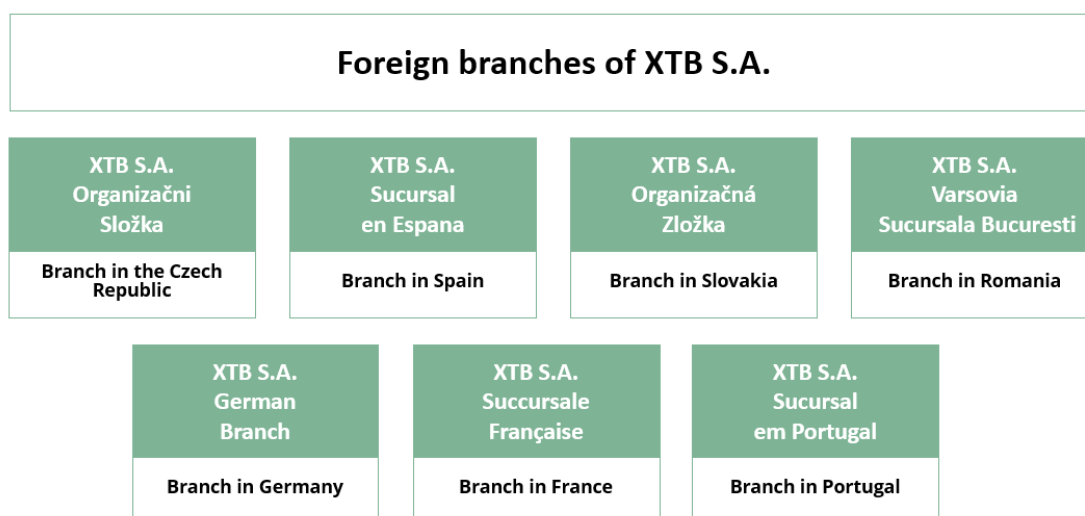 Foreign branches of XTB S.A.
XTB S.A.
Organizačni
Složka
Branch in the Czech
Republic
XTB S.A.
Sucursal
en Espana
Branch in Spain
XTB S.A.
Organizačná
Zložka
Branch in Slovakia
XTB S.A.
Varsovia
Sucursala Bucuresti
Branch in Romania
XTB S.A.
German
Branch
Branch in Germany
XTB S.A.
Succursale
Française
Branch in France
XTB S.A.
Sucursal
em Portugal
Branch in Portugal